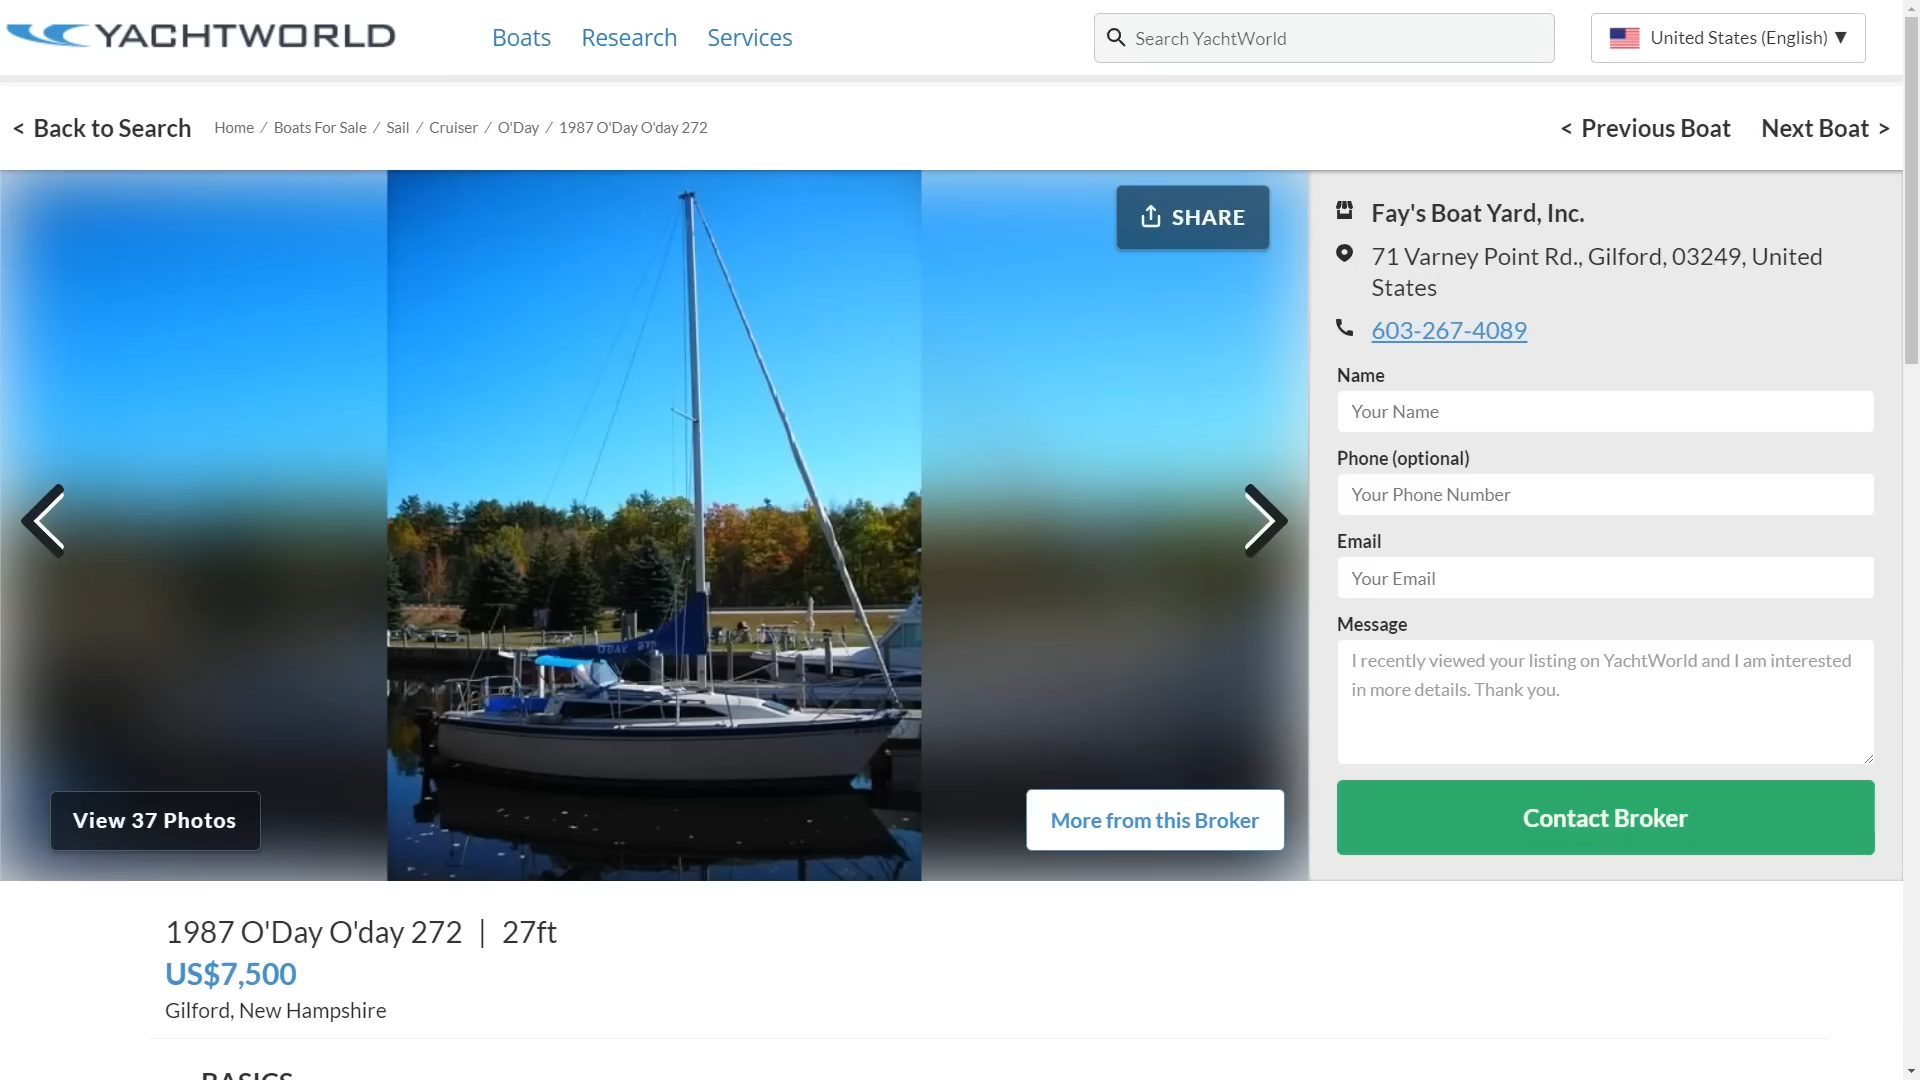 YACHTWORLD
Boats
Research
Services
Search YachtWorld
United States (English) ▼
< Back to Search
Home / Boats For Sale / Sail / Cruiser / O'Day / 1987 O'Day O'day 272
< Previous Boat
Next Boat >
SHARE
O'DAY 272
View 37 Photos
More from this Broker
Fay's Boat Yard, Inc.
71 Varney Point Rd., Gilford, 03249, United
States
603-267-4089
Name
Your Name
Phone (optional)
Your Phone Number
Email
Your Email
Message
I recently viewed your listing on YachtWorld and I am interested
in more details. Thank you.
Contact Broker
1987 O'Day O'day 272 | 27ft
US$7,500
Gilford, New Hampshire
BASICS